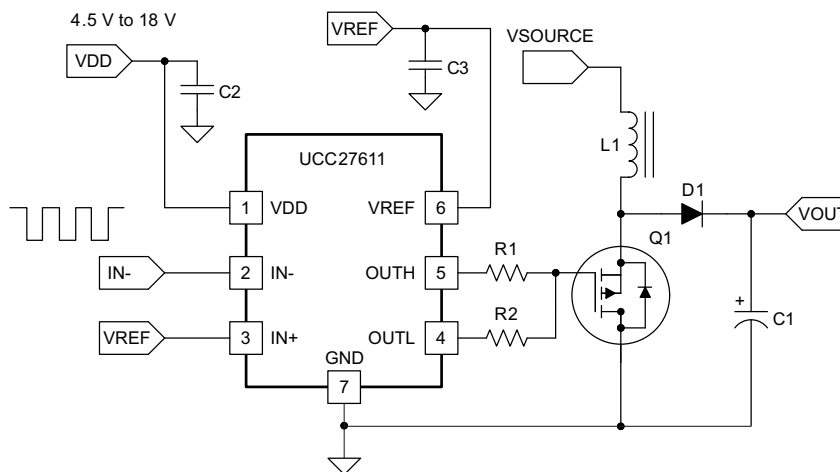 4.5 V to 18 V
VDD
C2
VREF
C3
VSOURCE
L1
UCC27611
1 VDD
VREF 6
D1
VOUT
Q1
IN-
2 IN-
OUTH 5
R1
VREF
3 IN+
OUTL 4
R2
+
C1
GND
7